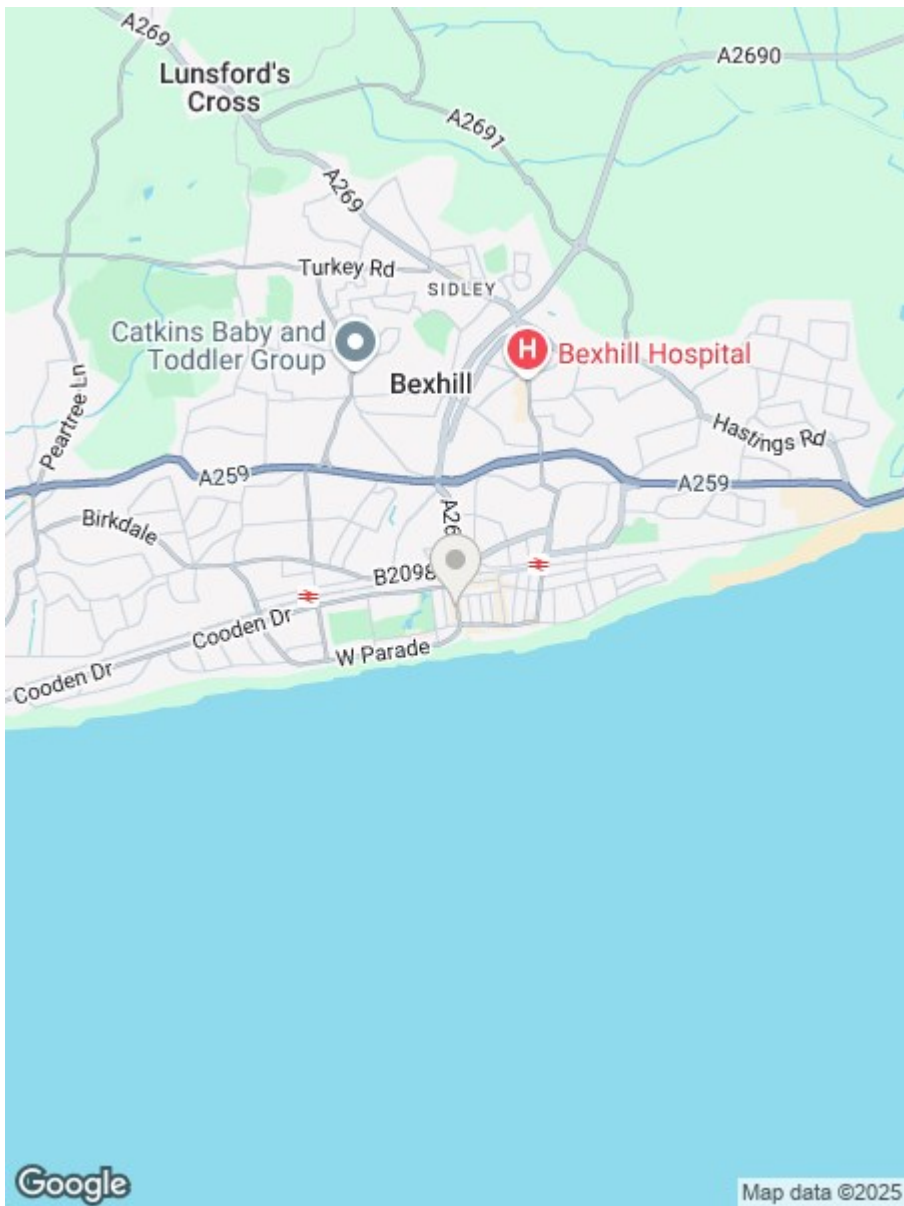 A269
A2690
Lunsford's
Cross
A2691
A269
Turkey Rd
SIDLEY
Catkins Baby and
Toddler Group
H
Bexhill Hospital
Bexhill
Peartree Ln
Hastings Rd
A259
A259
Birkdale
A26
B2098
Cooden Dr
W Parade
Cooden Dr
Google
Map data ©2025